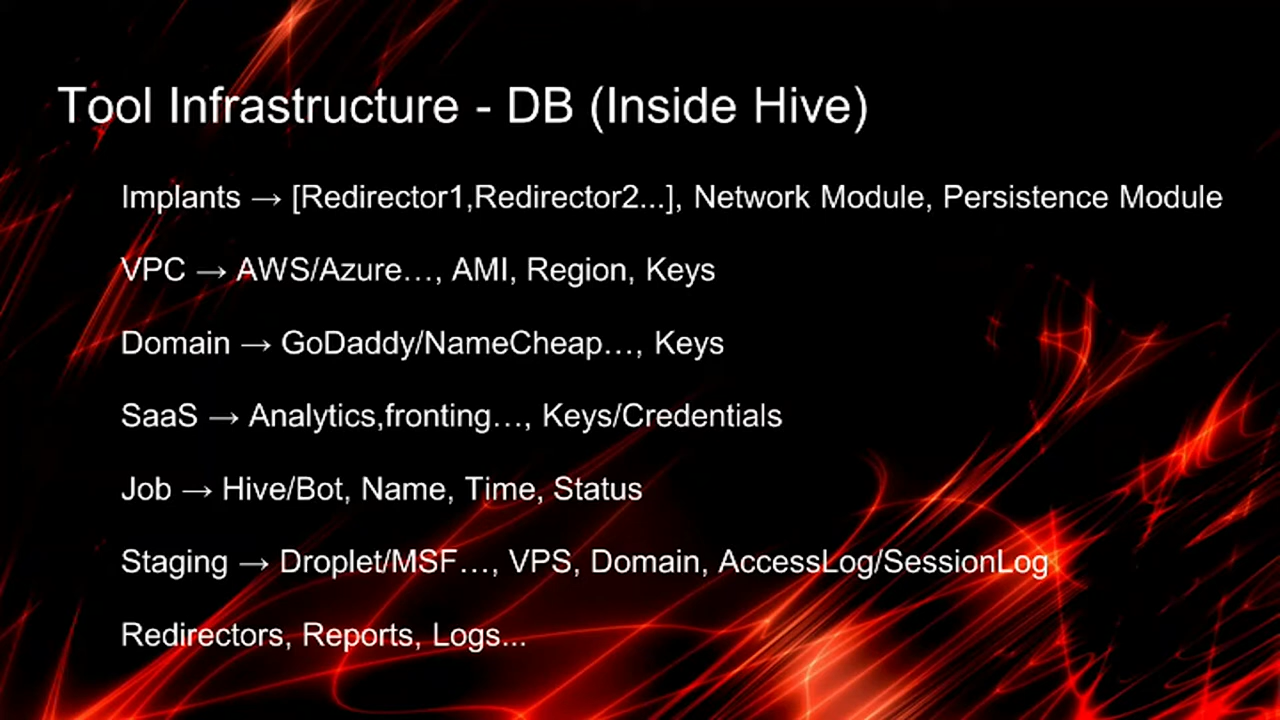 Tool Infrastructure - DB (Inside Hive)
Implants → [Redirector1,Redirector2...], Network Module, Persistence Module
VPC → AWS/Azure…, AMI, Region, Keys
Domain → GoDaddy/NameCheap…, Keys
SaaS → Analytics,fronting…, Keys/Credentials
Job → Hive/Bot, Name, Time, Status
Staging → Droplet/MSF…, VPS, Domain, AccessLog/SessionLog
Redirectors, Reports, Logs...